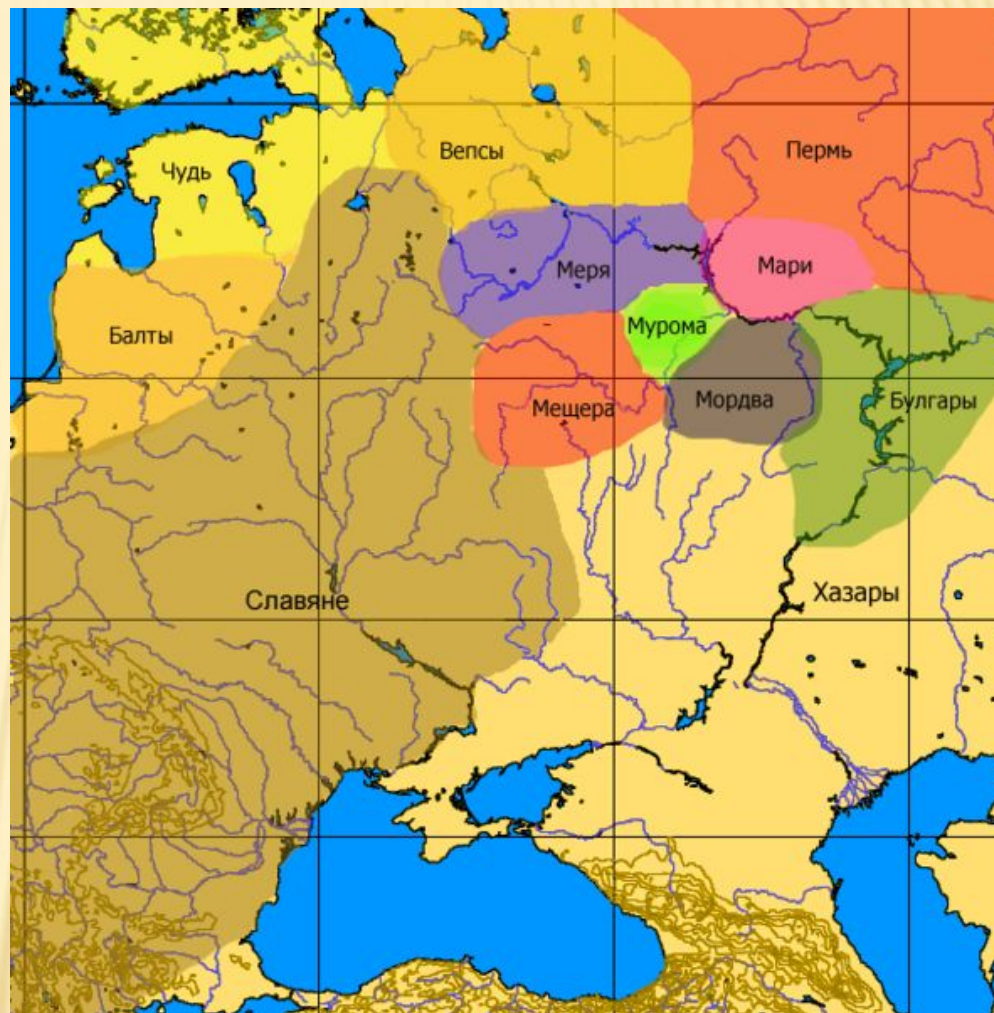 Вепсы
Пермь
Чудь
Меря
Мари
Мурома
Балты
Мещера
Мордва
Булгары
Славяне
Хазары